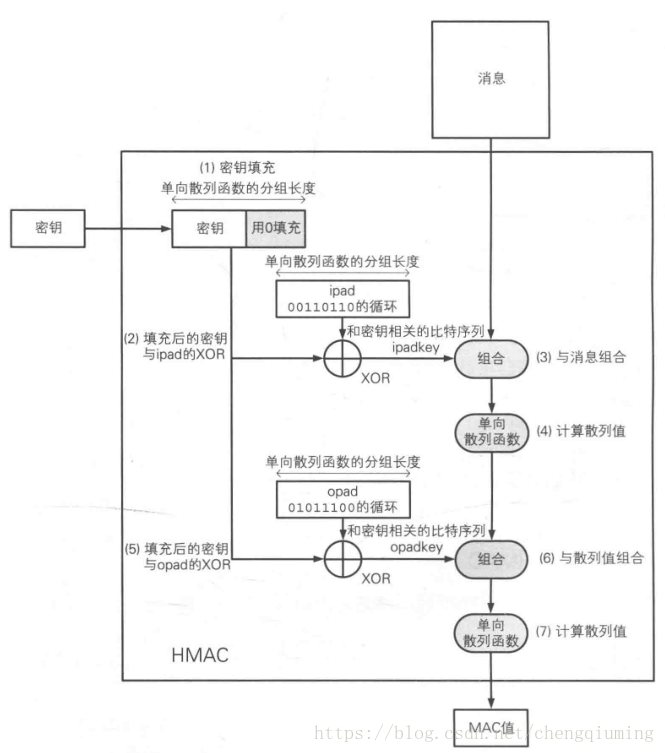 消息
(1) 密钥填充
单向散列函数的分组长度
密钥
密钥
用0填充
单向散列函数的分组长度
ipad
00110110的循环
(2) 填充后的密钥
与ipad的XOR
和密钥相关的比特序列
ipadkey
XOR
组合
(3) 与消息组合
单向
散列函数
(4) 计算散列值
单向散列函数的分组长度
opad
01011100的循环
(5) 填充后的密钥
与opad的XOR
和密钥相关的比特序列
opadkey
XOR
组合
(6) 与散列值组合
单向
散列函数
(7) 计算散列值
HMAC
MAC值
https://blog.csdn.net/chengqiuming